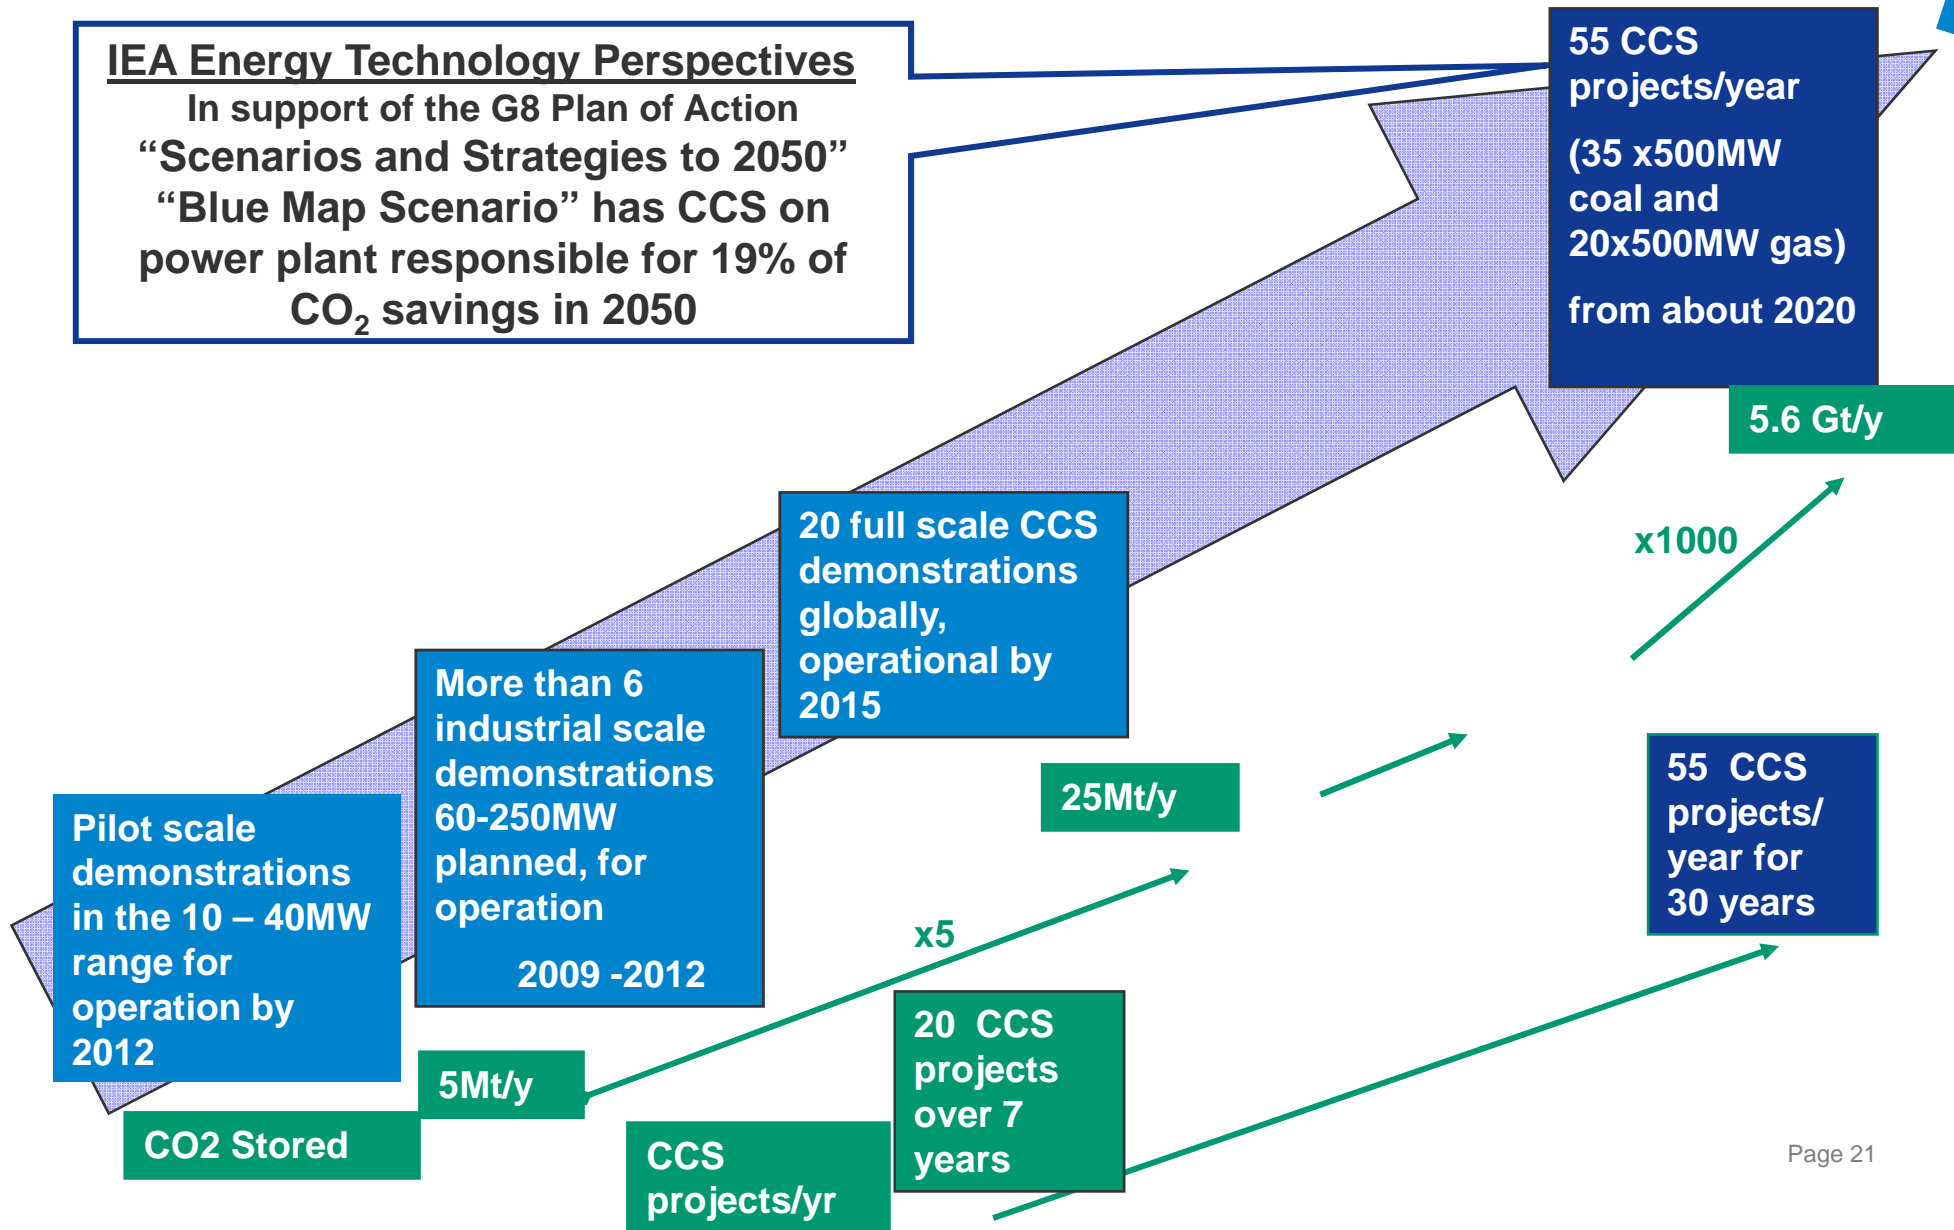 IEA Energy Technology Perspectives
In support of the G8 Plan of Action
“Scenarios and Strategies to 2050”
“Blue Map Scenario” has CCS on
power plant responsible for 19% of
CO₂ savings in 2050
55 CCS
projects/year
(35 x500MW
coal and
20x500MW gas)
from about 2020
5.6 Gt/y
x1000
20 full scale CCS
demonstrations
globally,
operational by
2015
More than 6
industrial scale
demonstrations
60-250MW
planned, for
operation
2009 -2012
Pilot scale
demonstrations
in the 10 – 40MW
range for
operation by
2012
25Mt/y
x5
55  CCS
projects/
year for
30 years
5Mt/y
CO2 Stored
20  CCS
projects
over 7
years
CCS
projects/yr
Page 21